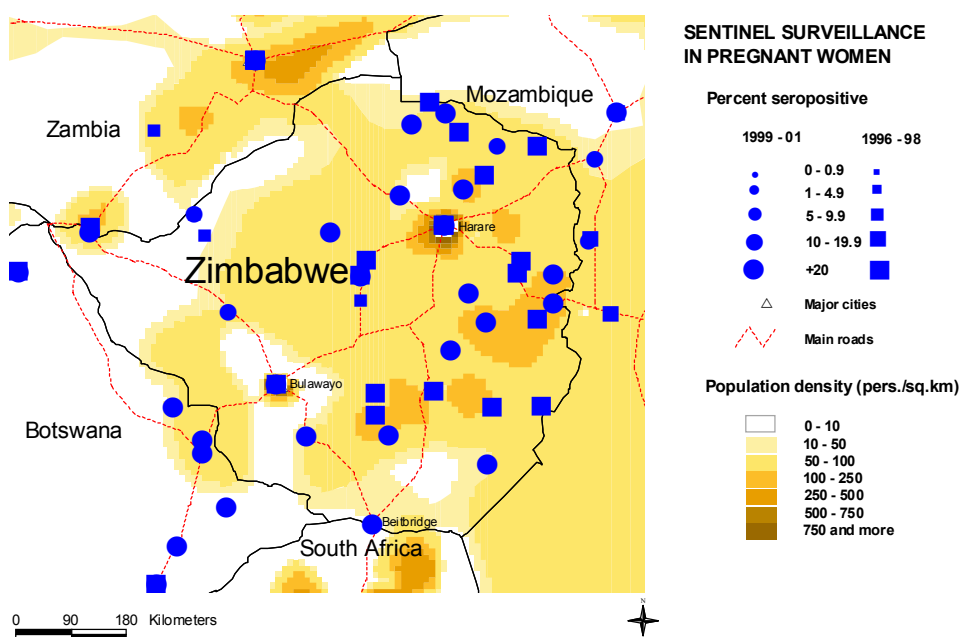 SENTINEL SURVEILLANCE
IN PREGNANT WOMEN
Percent seropositive
1999 - 01
1996 - 98
0 - 0.9
1 - 4.9
5 - 9.9
10 - 19.9
+20
Major cities
Main roads
Population density (pers./sq.km)
0 - 10
10 - 50
50 - 100
100 - 250
250 - 500
500 - 750
750 and more
Mozambique
Zambia
Harare
Zimbabwe
Bulawayo
Botswana
Beitbridge
South Africa
0 90 180 Kilometers
N